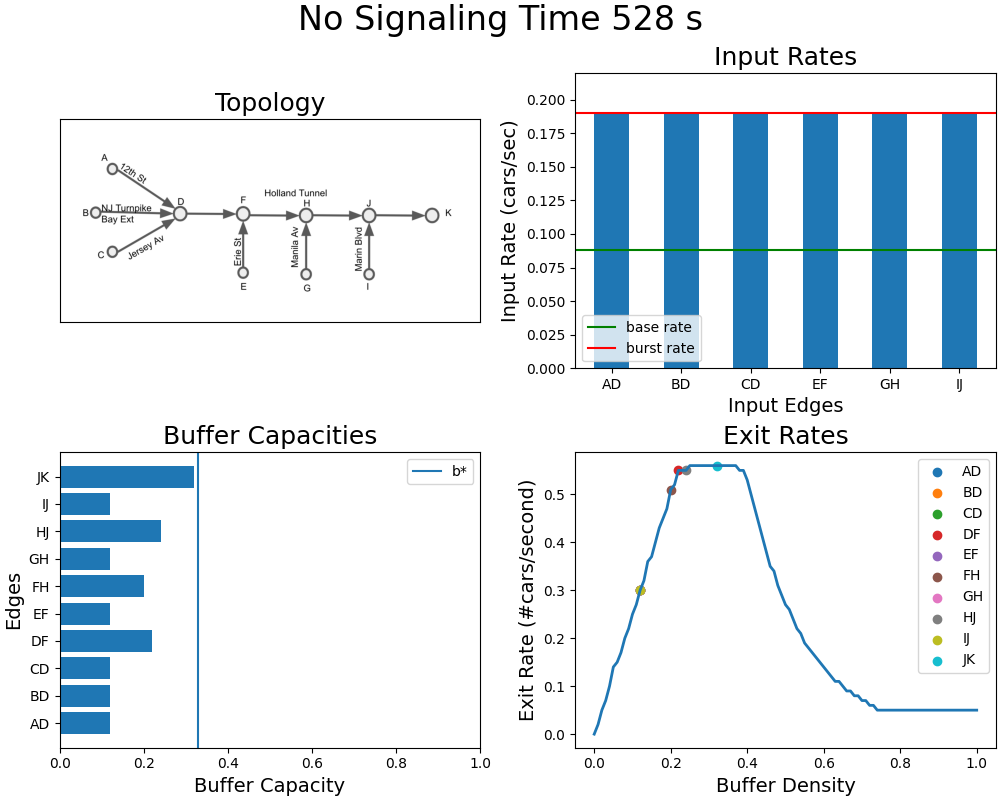 No Signaling Time 528 s
Topology
A
12th St
B
NJ Turnpike
Bay Ext
C
Jersey Av
D
F
Holland Tunnel
H
J
K
Erie St
Manila Av
Marin Blvd
E
G
I
Input Rates
Input Rate (cars/sec)
0.200
0.175
0.150
0.125
0.100
0.075
0.050
0.025
0.000
base rate
burst rate
AD BD CD EF GH IJ
Input Edges
Buffer Capacities
Edges
JK
IJ
HJ
GH
FH
EF
DF
CD
BD
AD
b*
0.0 0.2 0.4 0.6 0.8 1.0
Buffer Capacity
Exit Rates
Exit Rate (#cars/second)
0.5
0.4
0.3
0.2
0.1
0.0
AD
BD
CD
DF
EF
FH
GH
HJ
IJ
JK
0.0 0.2 0.4 0.6 0.8 1.0
Buffer Density